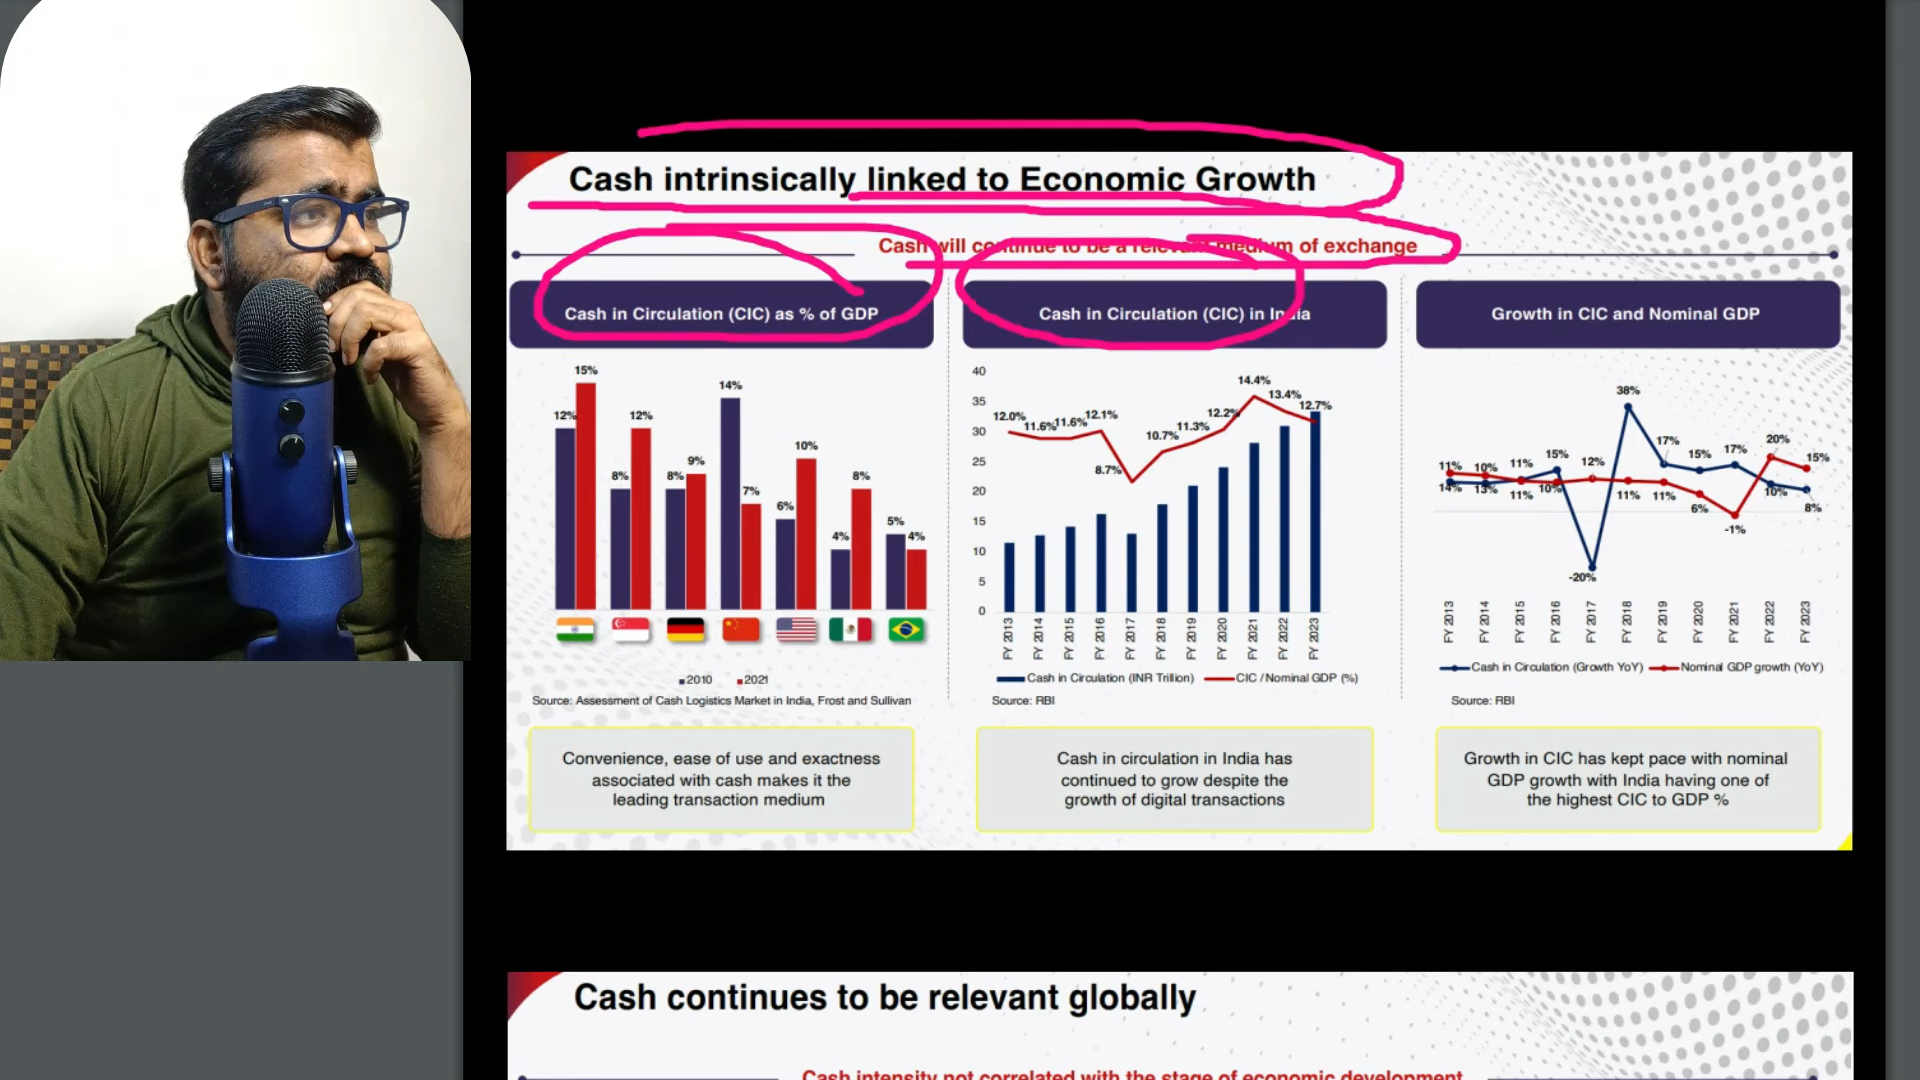 Cash intrinsically linked to Economic Growth
Cash will continue to be a relevant medium of exchange
Cash in Circulation (CIC) as % of GDP
12% 15% 8% 12% 8% 9% 14% 7% 6% 10% 4% 8% 5% 4%
2010 2021
Source: Assessment of Cash Logistics Market in India, Frost and Sullivan
Convenience, ease of use and exactness
associated with cash makes it the
leading transaction medium
Cash in Circulation (CIC) in India
40
35
30
25
20
15
10
5
0
12.0% 11.6% 11.6% 12.1% 8.7% 10.7% 11.3% 12.2% 14.4% 13.4% 12.7%
FY 2013 FY 2014 FY 2015 FY 2016 FY 2017 FY 2018 FY 2019 FY 2020 FY 2021 FY 2022 FY 2023
Cash in Circulation (INR Trillion) CIC / Nominal GDP (%)
Source: RBI
Cash in circulation in India has
continued to grow despite the
growth of digital transactions
Growth in CIC and Nominal GDP
11% 10% 11% 15% 12% 38% 17% 15% 17% 20% 15%
14% 13% 11% 10% -20% 11% 11% 6% -1% 10% 8%
FY 2013 FY 2014 FY 2015 FY 2016 FY 2017 FY 2018 FY 2019 FY 2020 FY 2021 FY 2022 FY 2023
Cash in Circulation (Growth YoY) Nominal GDP growth (YoY)
Source: RBI
Growth in CIC has kept pace with nominal
GDP growth with India having one of
the highest CIC to GDP %
Cash continues to be relevant globally
Cash intensity not correlated with the stage of economic development